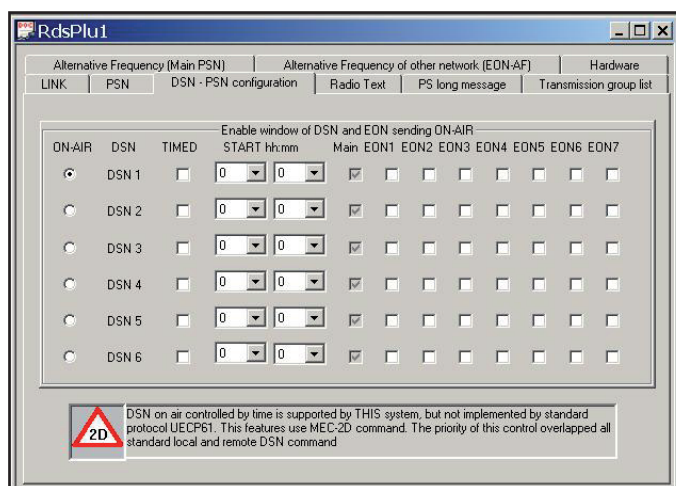 RdsPlu1
Alternative Frequency (Main PSN) Alternative Frequency of other network (EON-AF) Hardware
LINK PSN DSN - PSN configuration Radio Text PS long message Transmission group list
Enable window of DSN and EON sending ON-AIR
ON-AIR DSN TIMED START hh:mm Main EON1 EON2 EON3 EON4 EON5 EON6 EON7
DSN 1 0 0
DSN 2 0 0
DSN 3 0 0
DSN 4 0 0
DSN 5 0 0
DSN 6 0 0
2D
DSN on air controlled by time is supported by THIS system, but not implemented by standard
protocol UECP61. This features use MEC-2D command. The priority of this control overlapped all
standard local and remote DSN command